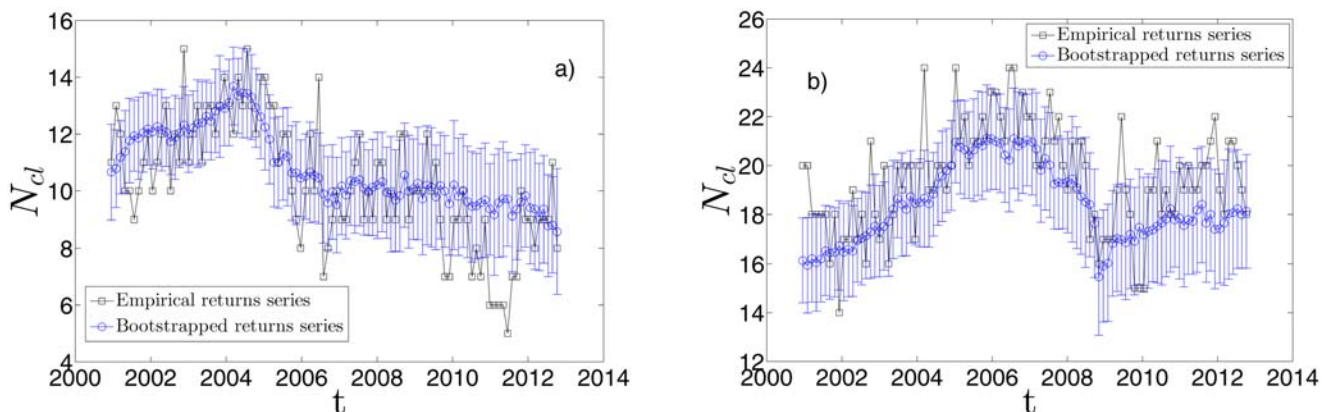 16
14
12
10
8
6
4
N_cl
a)
Empirical returns series
Bootstrapped returns series
2000 2002 2004 2006 2008 2010 2012 2014
t
26
24
22
20
18
16
14
12
N_cl
b)
Empirical returns series
Bootstrapped returns series
2000 2002 2004 2006 2008 2010 2012 2014
t